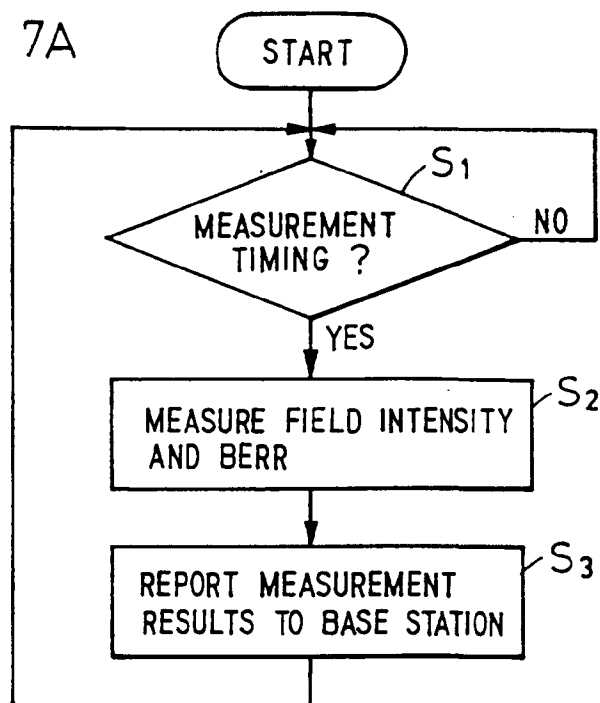 7A
START
S1
MEASUREMENT
TIMING ?
NO
YES
S2
MEASURE FIELD INTENSITY
AND BERR
S3
REPORT MEASUREMENT
RESULTS TO BASE STATION